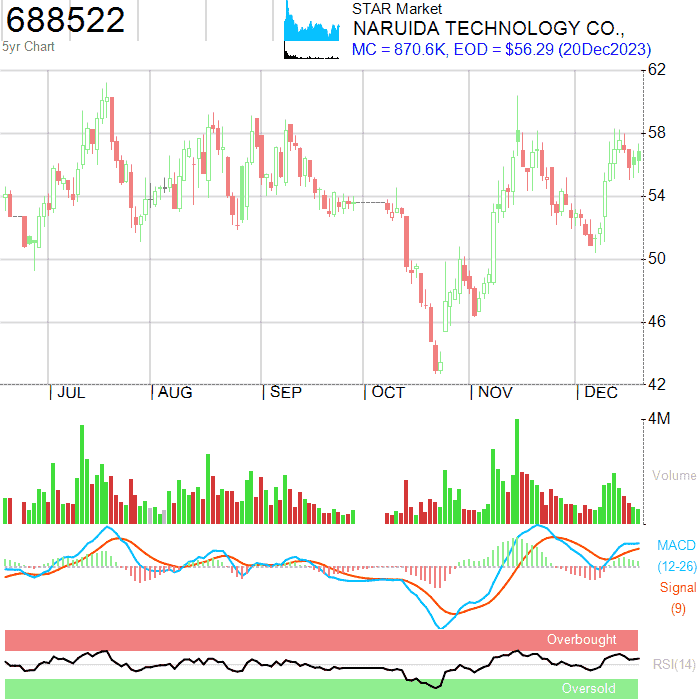 688522
5yr Chart
STAR Market
NARUIDA TECHNOLOGY CO.,
MC = 870.6K, EOD = $56.29 (20Dec2023)
62
58
54
50
46
42
JUL AUG SEP OCT NOV DEC
4M
Volume
MACD
(12-26)
Signal
(9)
Overbought
RSI(14)
Oversold